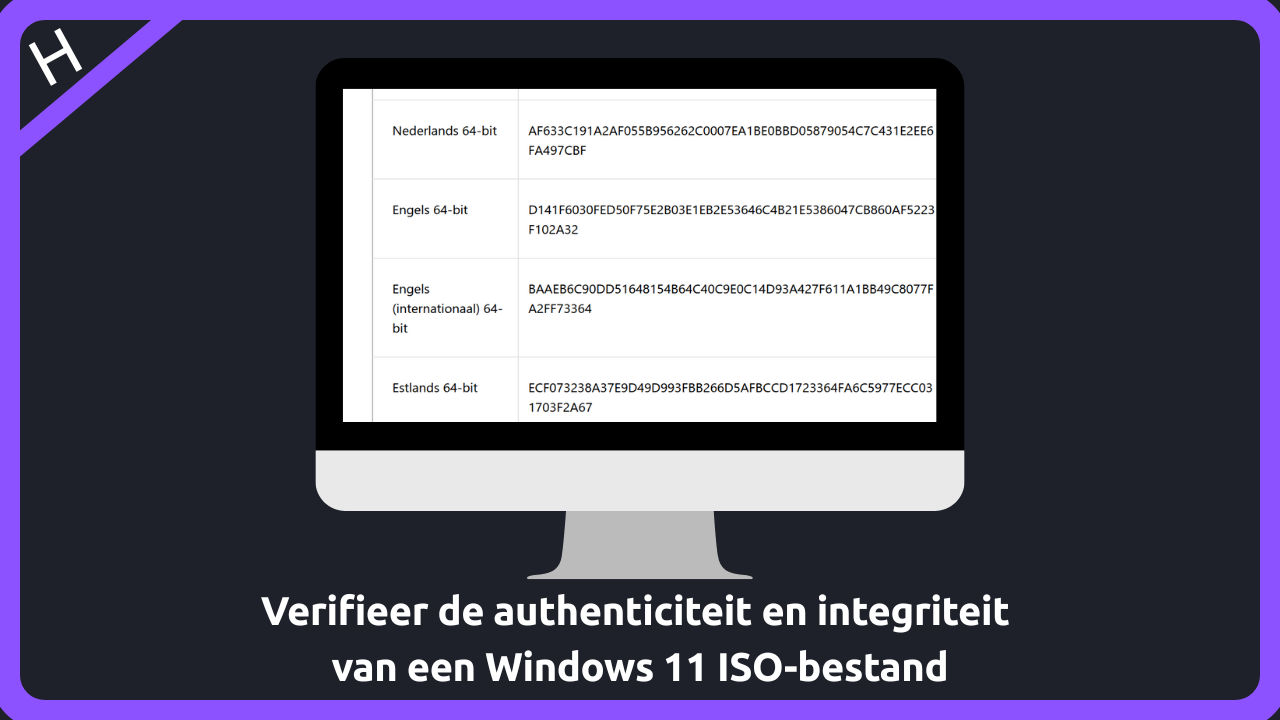 H
Nederlands 64-bit
AF633C191A2AF055B956262C0007EA1BE0BBD05879054C7C431E2EE6
FA497CBF
Engels 64-bit
D141F6030FED50F75E2B03E1EB2E53646C4B21E5386047CB860AF5223
F102A32
Engels
(internationaal) 64-
bit
BAAEB6C90DD51648154B64C40C9E0C14D93A427F611A1BB49C8077F
A2FF73364
Estlands 64-bit
ECF073238A37E9D49D993FBB266D5AFBCCD1723364FA6C5977ECC03
1703F2A67
Verifieer de authenticiteit en integriteit
van een Windows 11 ISO-bestand